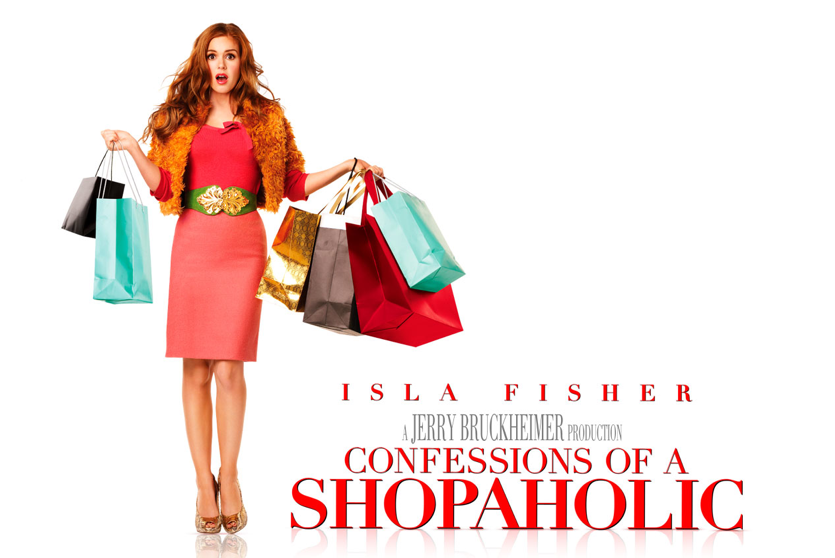 ISLA FISHER
A JERRY BRUCKHEIMER PRODUCTION
CONFESSIONS OF A
SHOPAHOLIC